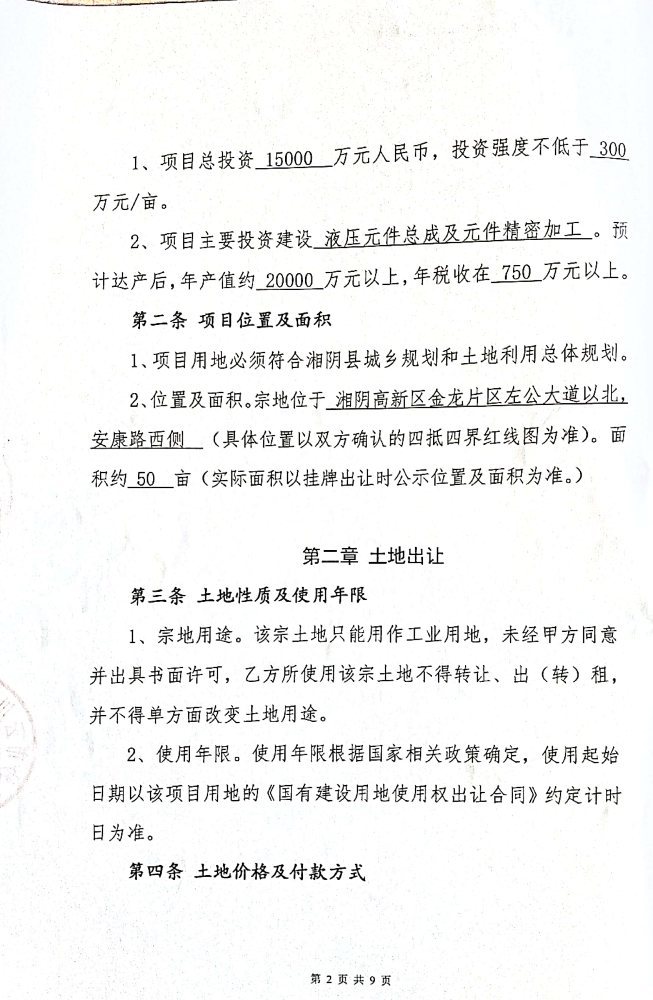 1、项目总投资 15000 万元人民币，投资强度不低于 300
万元/亩。
2、项目主要投资建设 液压元件总成及元件精密加工 。预
计达产后,年产值约 20000 万元以上,年税收在 750 万元以上。
第二条 项目位置及面积
1、项目用地必须符合湘阴县城乡规划和土地利用总体规划。
2、位置及面积。宗地位于 湘阴高新区金龙片区左公大道以北,
安康路西侧 （具体位置以双方确认的四抵四界红线图为准）。面
积约 50 亩（实际面积以挂牌出让时公示位置及面积为准。）
第二章 土地出让
第三条 土地性质及使用年限
1、宗地用途。该宗土地只能用作工业用地，未经甲方同意
并出具书面许可，乙方所使用该宗土地不得转让、出（转）租，
并不得单方面改变土地用途。
2、使用年限。使用年限根据国家相关政策确定，使用起始
日期以该项目用地的《国有建设用地使用权出让合同》约定计时
日为准。
第四条 土地价格及付款方式
第 2 页 共 9 页